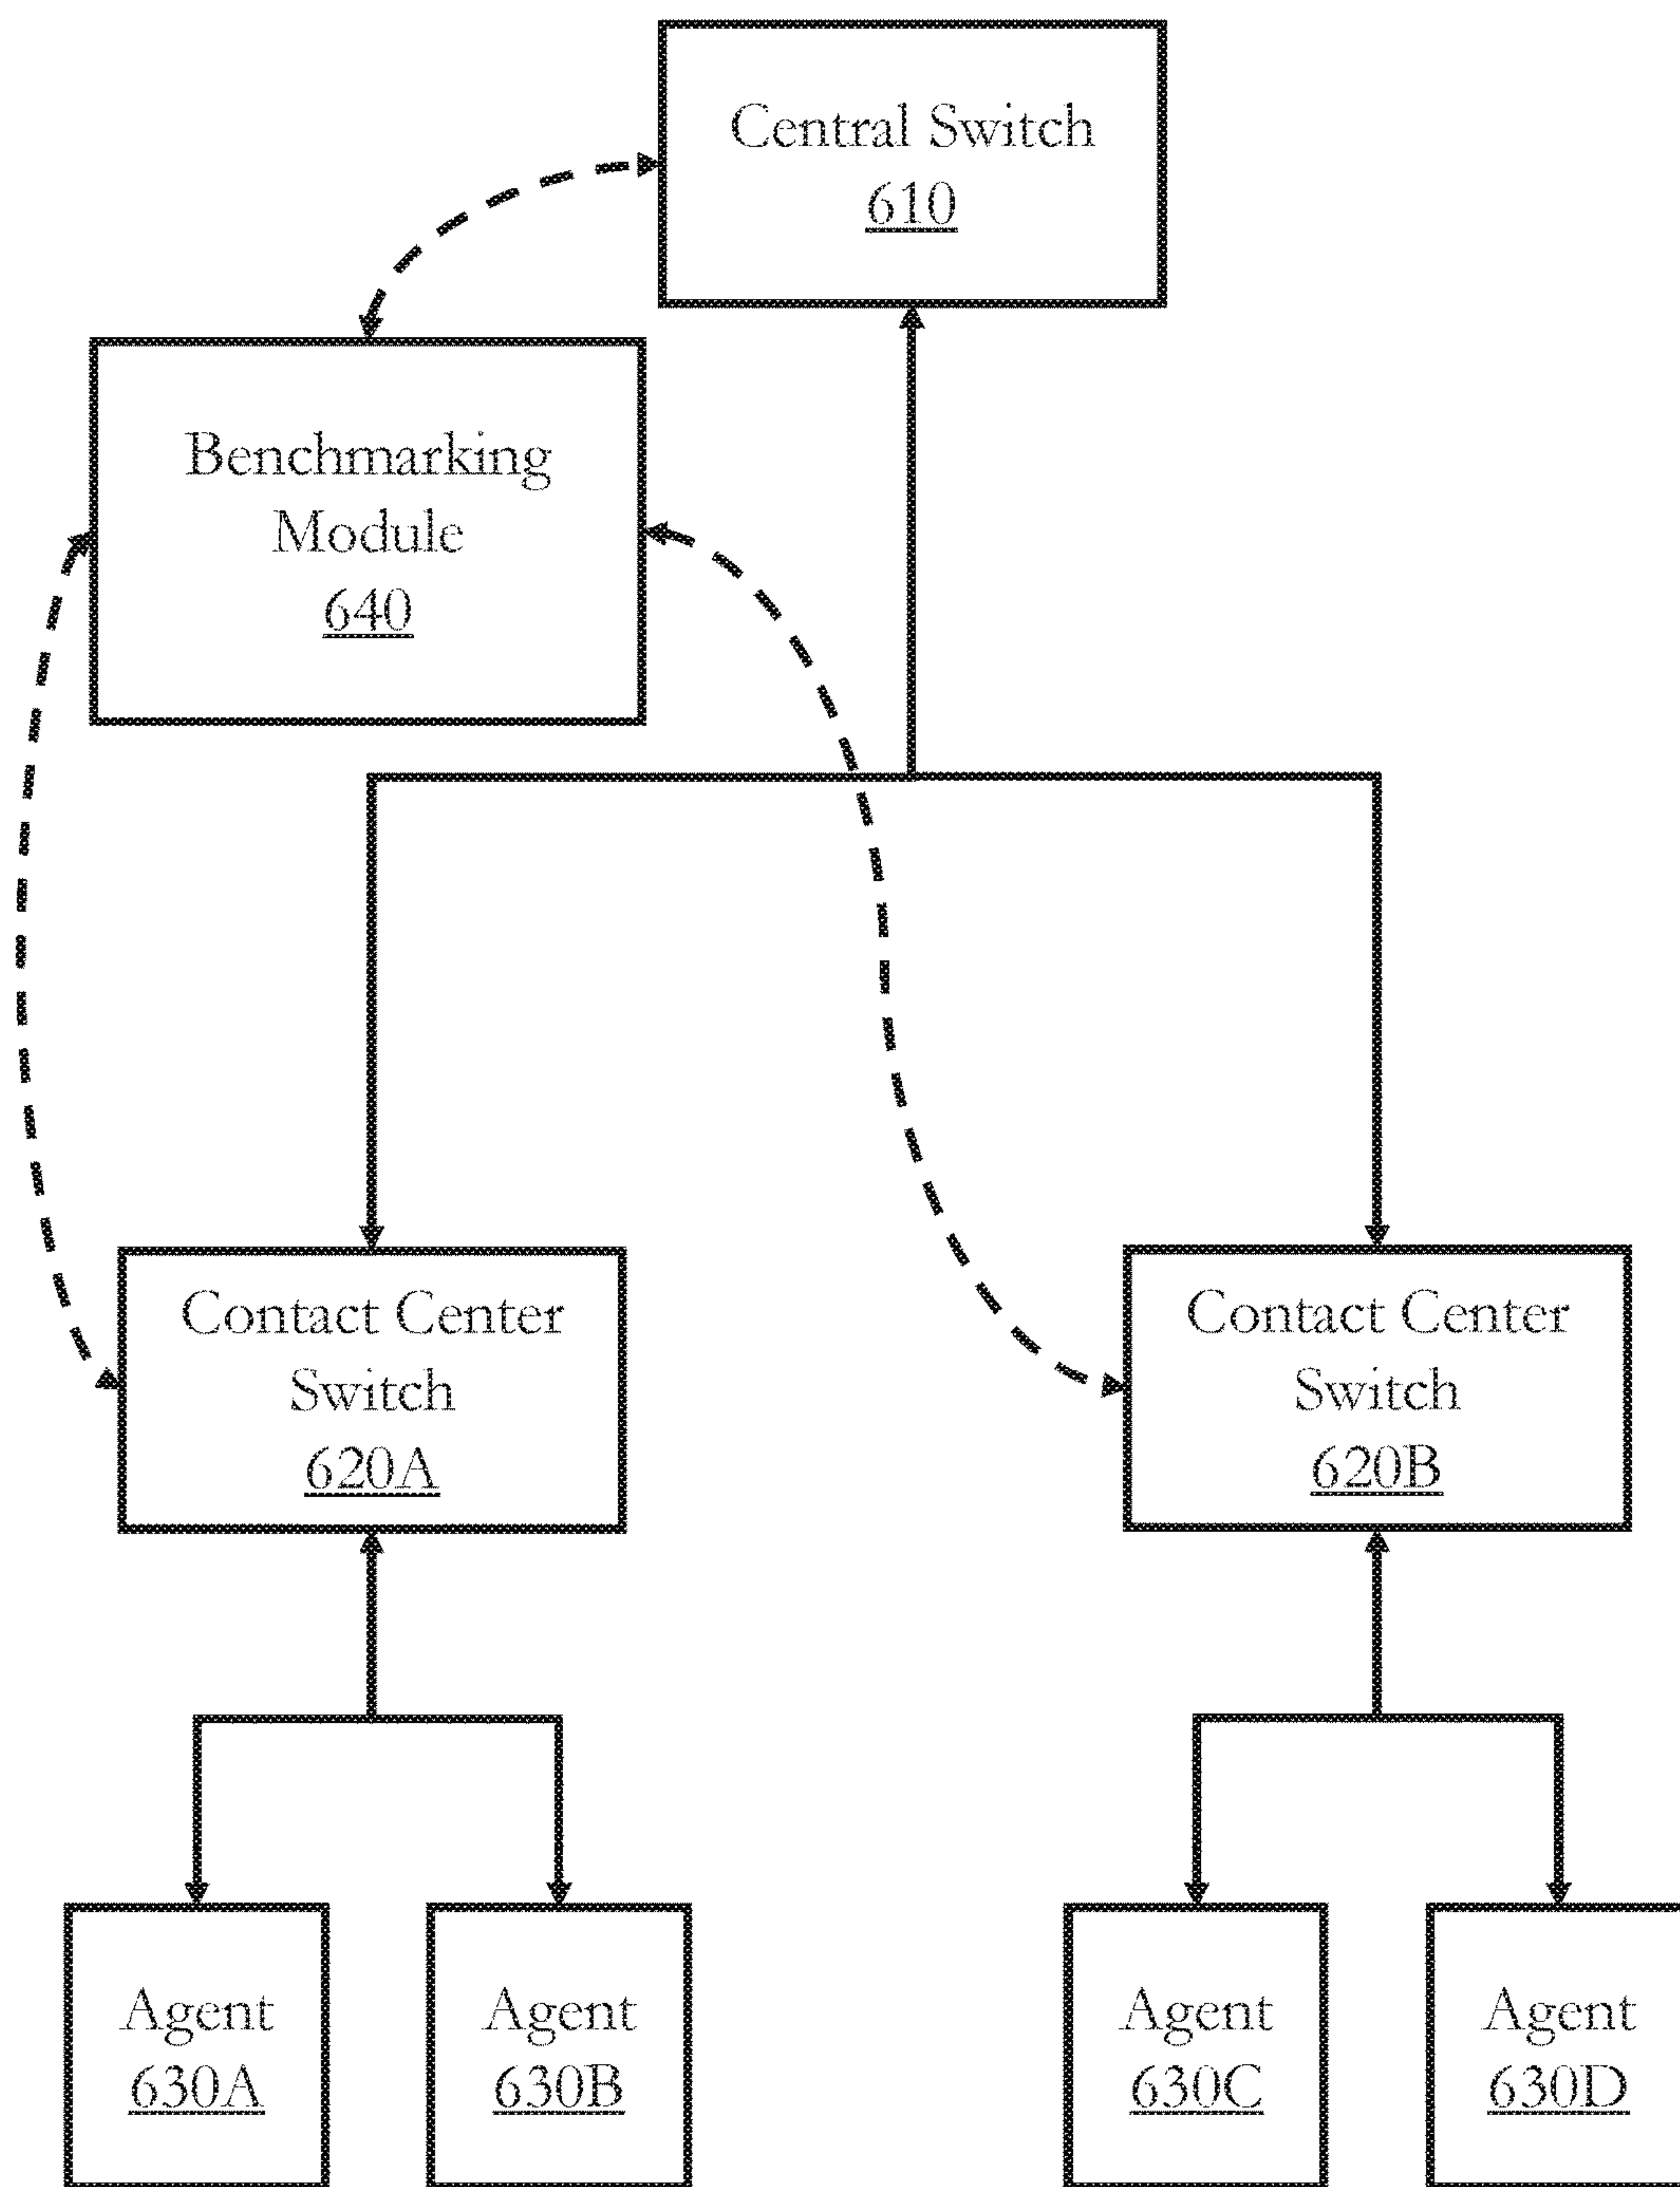 Central Switch
610
Benchmarking
Module
640
Contact Center
Switch
620A
Contact Center
Switch
620B
Agent
630A
Agent
630B
Agent
630C
Agent
630D